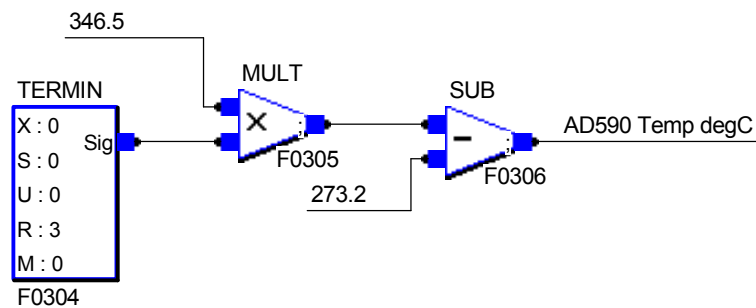 346.5
TERMIN
X : 0
Sig
S : 0
U : 0
R : 3
M : 0
F0304
MULT
×
;
F0305
SUB
-
;
F0306
273.2
AD590 Temp degC